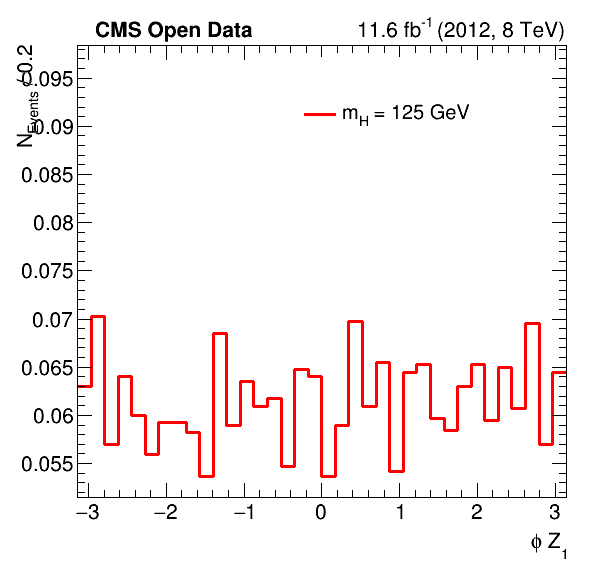 CMS Open Data 11.6 fb-1 (2012, 8 TeV)
NEvents / 0.2
0.095
mH = 125 GeV
0.09
0.085
0.08
0.075
0.07
0.065
0.06
0.055
−3 −2 −1 0 1 2 3
ϕ Z1